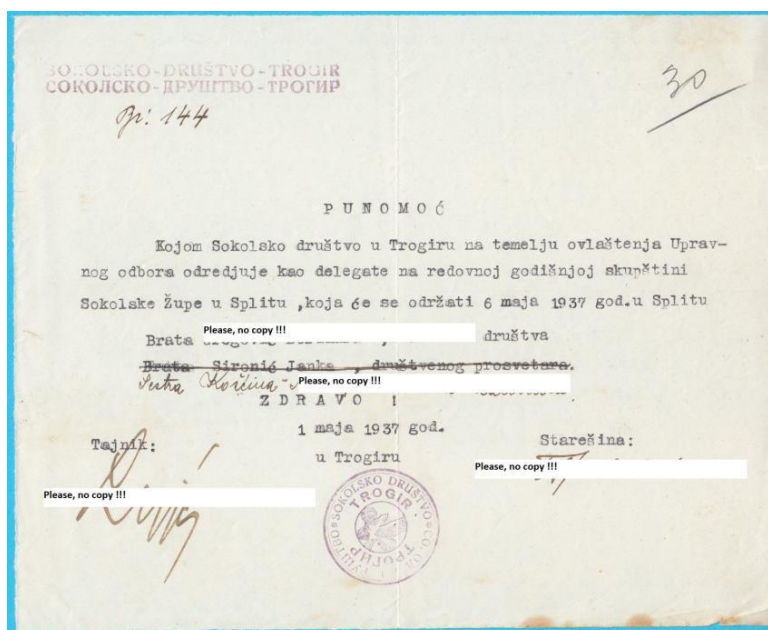 SOKOLSKO-DRUŠTVO-TROGIR
СОКОЛСКО-ДРУШТВО-ТРОГИР
Br: 144
30
PUNOMOĆ
Kojom Sokolsko društvo u Trogiru na temelju ovlaštenja Uprav-
nog odbora odredjuje kao delegate na redovnoj godišnjoj skupštini
Sokolske Župe u Splitu ,koja će se održati 6 maja 1937 god.u Splitu
Brata Please, no copy !!! društva
Brata Sironić Janka , društvenog prosvetara.
Sestra Please, no copy !!!
ZDRAVO !
1 maja 1937 god.
Tajnik: Starešina:
u Trogiru
Please, no copy !!!
Please, no copy !!!
SOKOLSKO DRUŠTVO
TROGIR
ТРОГИР